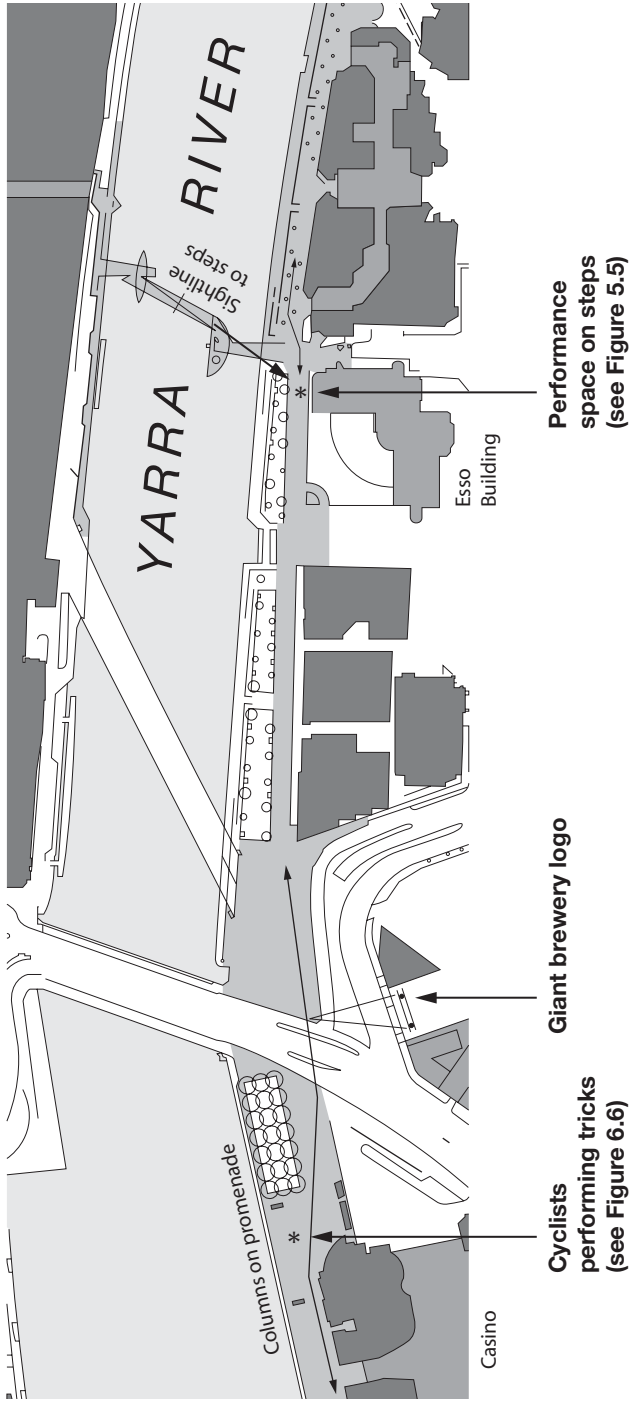 YARRA RIVER
Sightline
to steps
Columns on promenade
Casino
Esso
Building
Cyclists
performing tricks
(see Figure 6.6)
Giant brewery logo
Performance
space on steps
(see Figure 5.5)
*
*